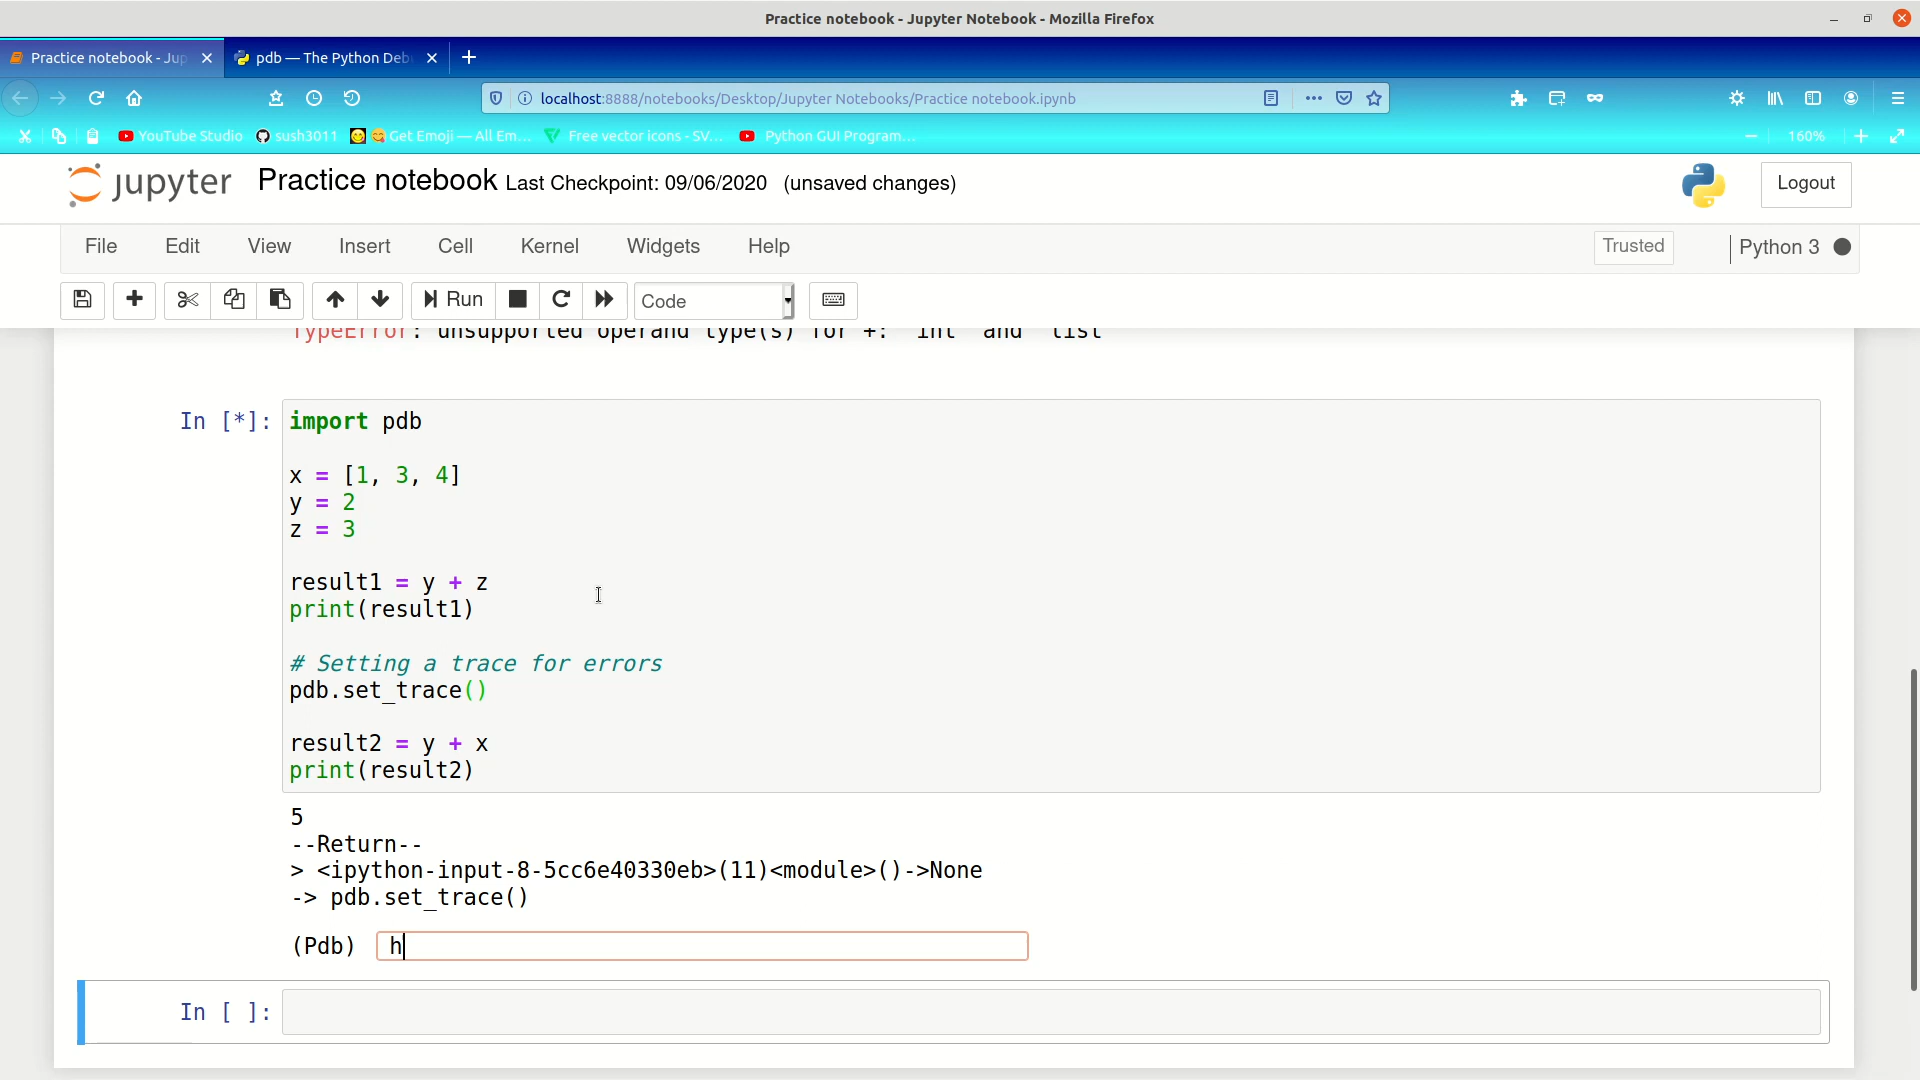 Practice notebook - Jupyter Notebook - Mozilla Firefox
Practice notebook - Jup
pdb — The Python Deb
localhost:8888/notebooks/Desktop/Jupyter Notebooks/Practice notebook.ipynb
YouTube Studio sush3011 Get Emoji — All Em… Free vector icons - SV… Python GUI Program… 160%
jupyter Practice notebook Last Checkpoint: 09/06/2020 (unsaved changes) Logout
File Edit View Insert Cell Kernel Widgets Help Trusted Python 3
Run Code
TypeError: unsupported operand type(s) for +: 'int' and 'list'
In [*]: import pdb
x = [1, 3, 4]
y = 2
z = 3
result1 = y + z
print(result1)
# Setting a trace for errors
pdb.set_trace()
result2 = y + x
print(result2)
5
--Return--
> <ipython-input-8-5cc6e40330eb>(11)<module>()->None
-> pdb.set_trace()
(Pdb) h
In [ ]: